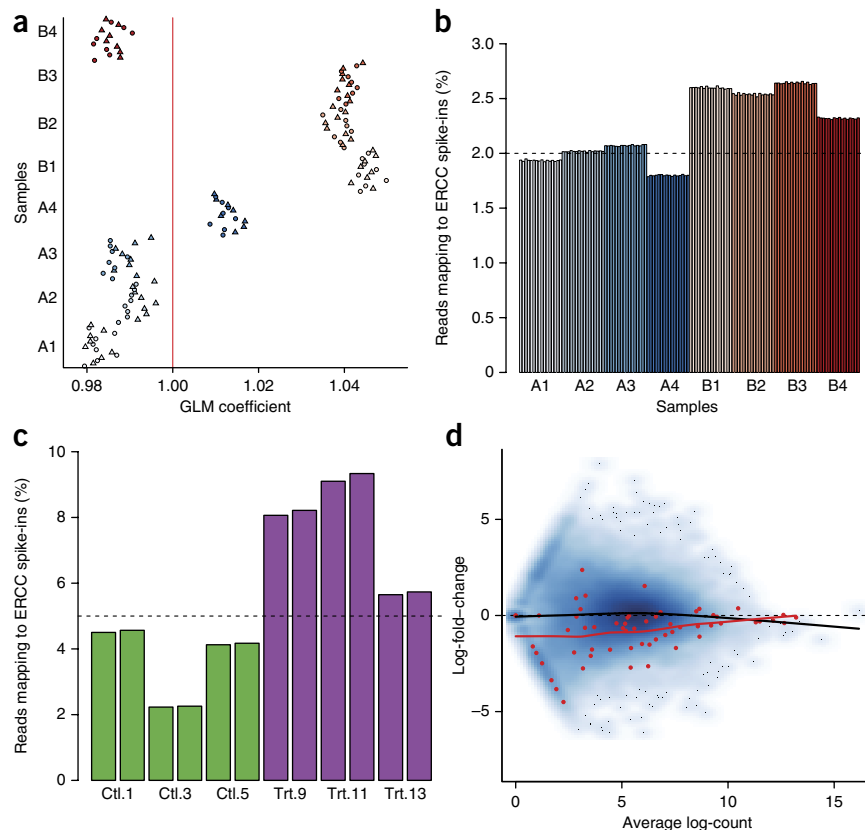 a
B4
B3
B2
B1
A4
A3
A2
A1
Samples
0.98 1.00 1.02 1.04
GLM coefficient
b
3.0
2.5
2.0
1.5
1.0
0.5
0
Reads mapping to ERCC spike-ins (%)
A1 A2 A3 A4 B1 B2 B3 B4
Samples
c
10
8
6
4
2
0
Reads mapping to ERCC spike-ins (%)
Ctl.1 Ctl.3 Ctl.5 Trt.9 Trt.11 Trt.13
d
5
0
–5
Log-fold–change
0 5 10 15
Average log-count